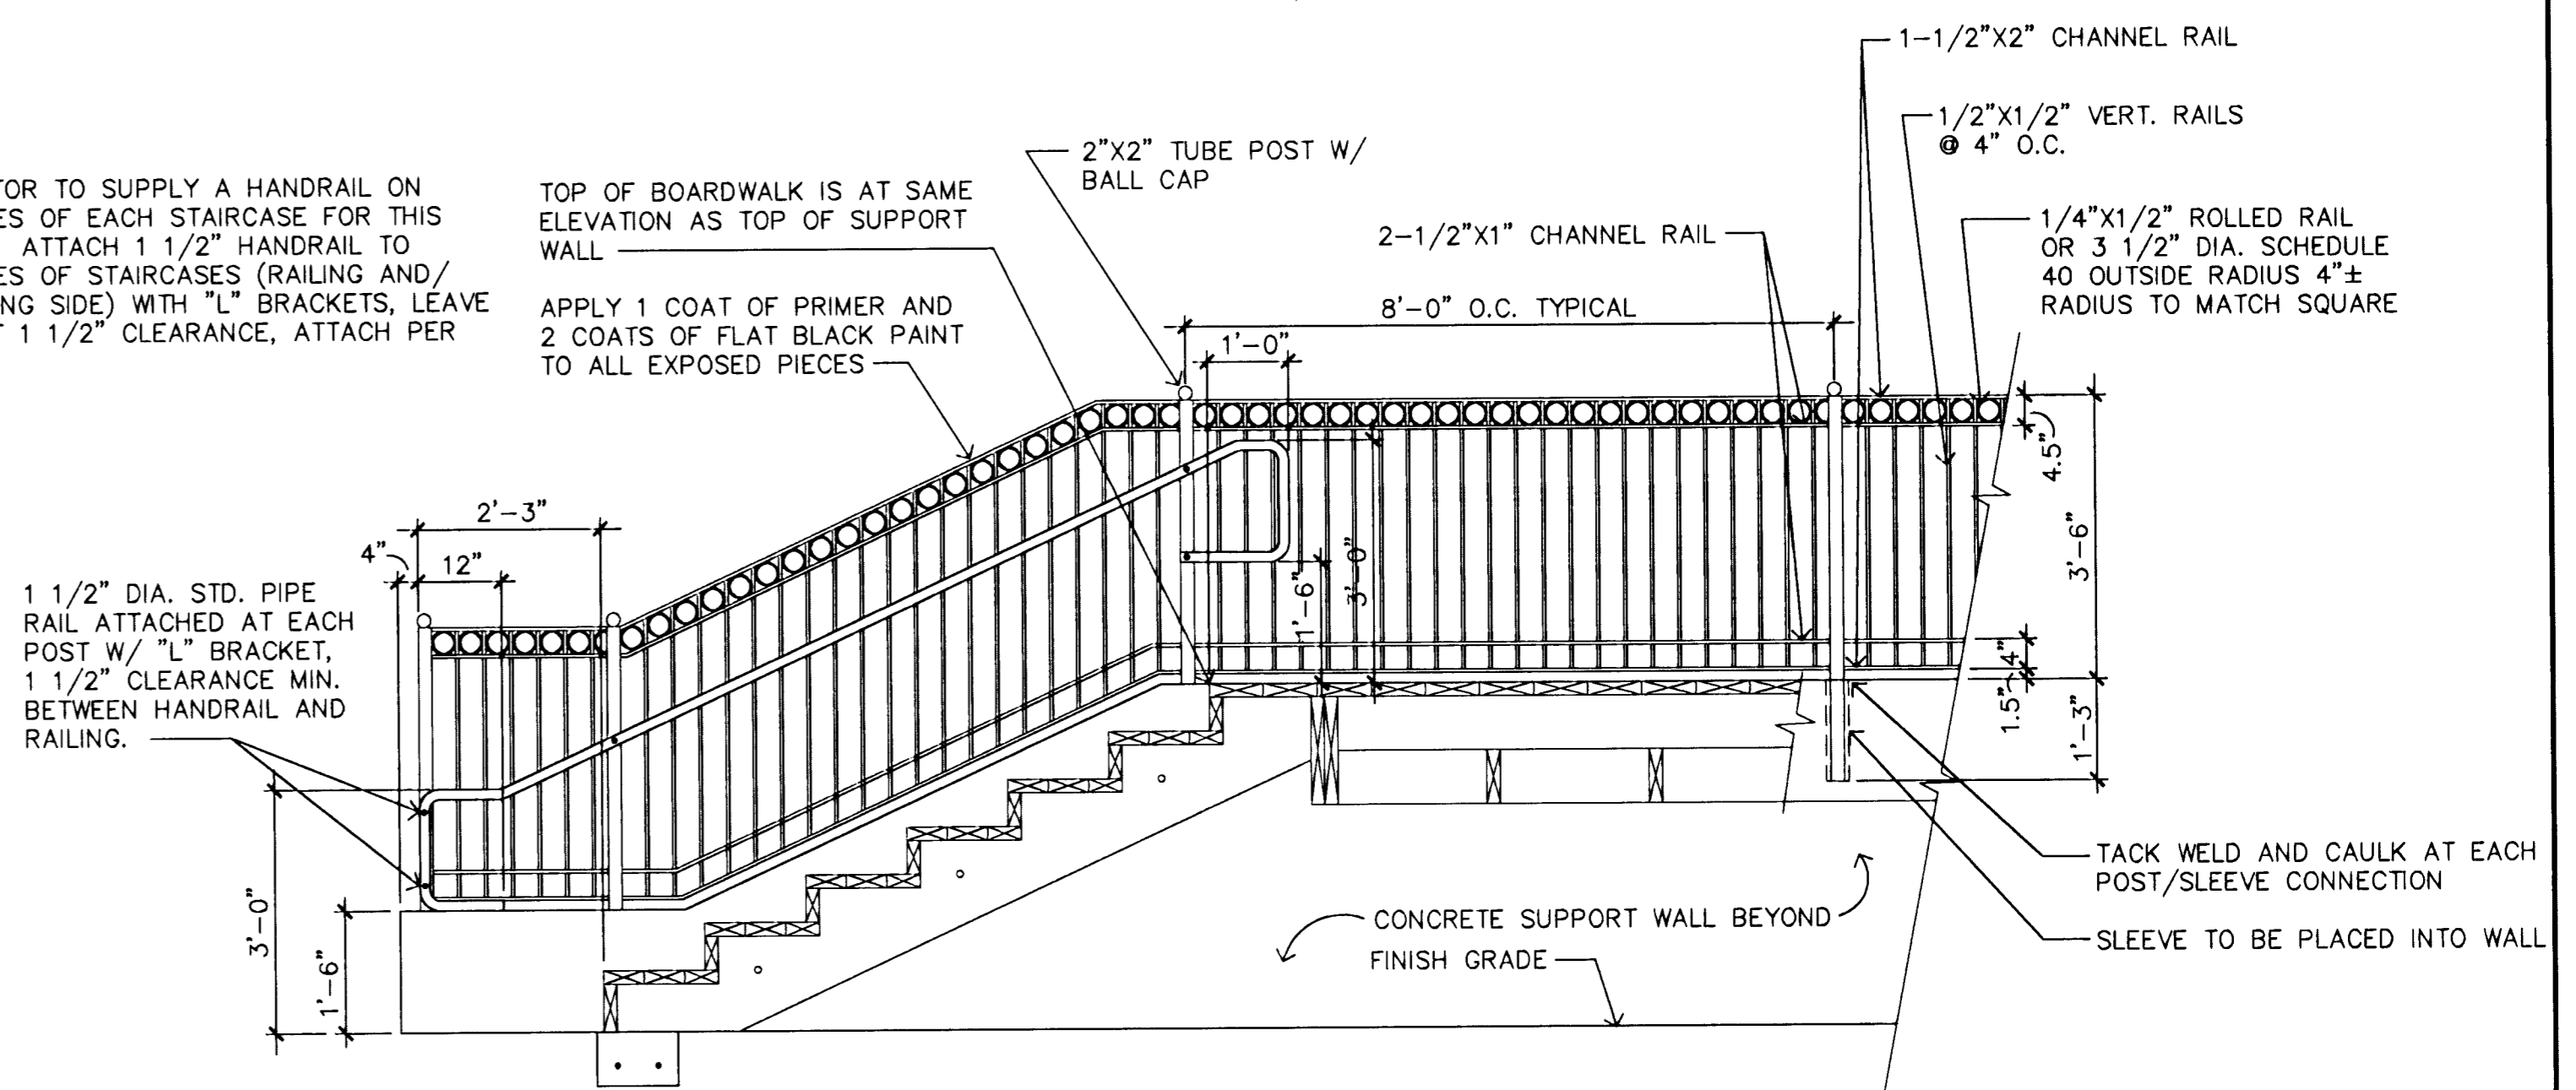 1-1/2"X2" CHANNEL RAIL
1/2"X1/2" VERT. RAILS
@ 4" O.C.
2"X2" TUBE POST W/
BALL CAP
TOR TO SUPPLY A HANDRAIL ON
ES OF EACH STAIRCASE FOR THIS
ATTACH 1 1/2" HANDRAIL TO
ES OF STAIRCASES (RAILING AND/
NG SIDE) WITH "L" BRACKETS, LEAVE
T 1 1/2" CLEARANCE, ATTACH PER
TOP OF BOARDWALK IS AT SAME
ELEVATION AS TOP OF SUPPORT
WALL
APPLY 1 COAT OF PRIMER AND
2 COATS OF FLAT BLACK PAINT
TO ALL EXPOSED PIECES
2-1/2"X1" CHANNEL RAIL
1/4"X1/2" ROLLED RAIL
OR 3 1/2" DIA. SCHEDULE
40 OUTSIDE RADIUS 4"±
RADIUS TO MATCH SQUARE
8'-0" O.C. TYPICAL
1'-0"
4.5"
3'-6"
2'-3"
4"
12"
1'-6"
3'-0"
4"
1.5"
1'-3"
1 1/2" DIA. STD. PIPE
RAIL ATTACHED AT EACH
POST W/ "L" BRACKET,
1 1/2" CLEARANCE MIN.
BETWEEN HANDRAIL AND
RAILING.
3'-0"
1'-6"
TACK WELD AND CAULK AT EACH
POST/SLEEVE CONNECTION
CONCRETE SUPPORT WALL BEYOND
SLEEVE TO BE PLACED INTO WALL
FINISH GRADE